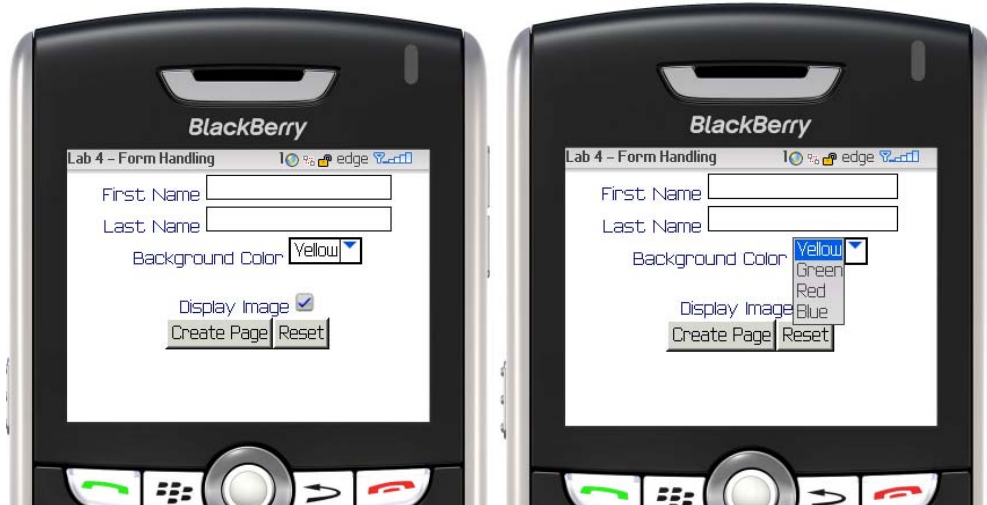 BlackBerry
Lab 4 – Form Handling 1 edge
First Name
Last Name
Background Color Yellow
Display Image
Create Page Reset
BlackBerry
Lab 4 – Form Handling 1 edge
First Name
Last Name
Background Color Yellow
Green
Red
Display Image Blue
Create Page Reset